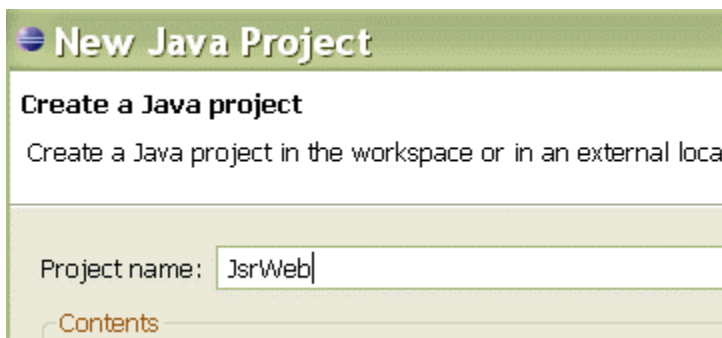 New Java Project
Create a Java project
Create a Java project in the workspace or in an external loca
Project name: JsrWeb
Contents